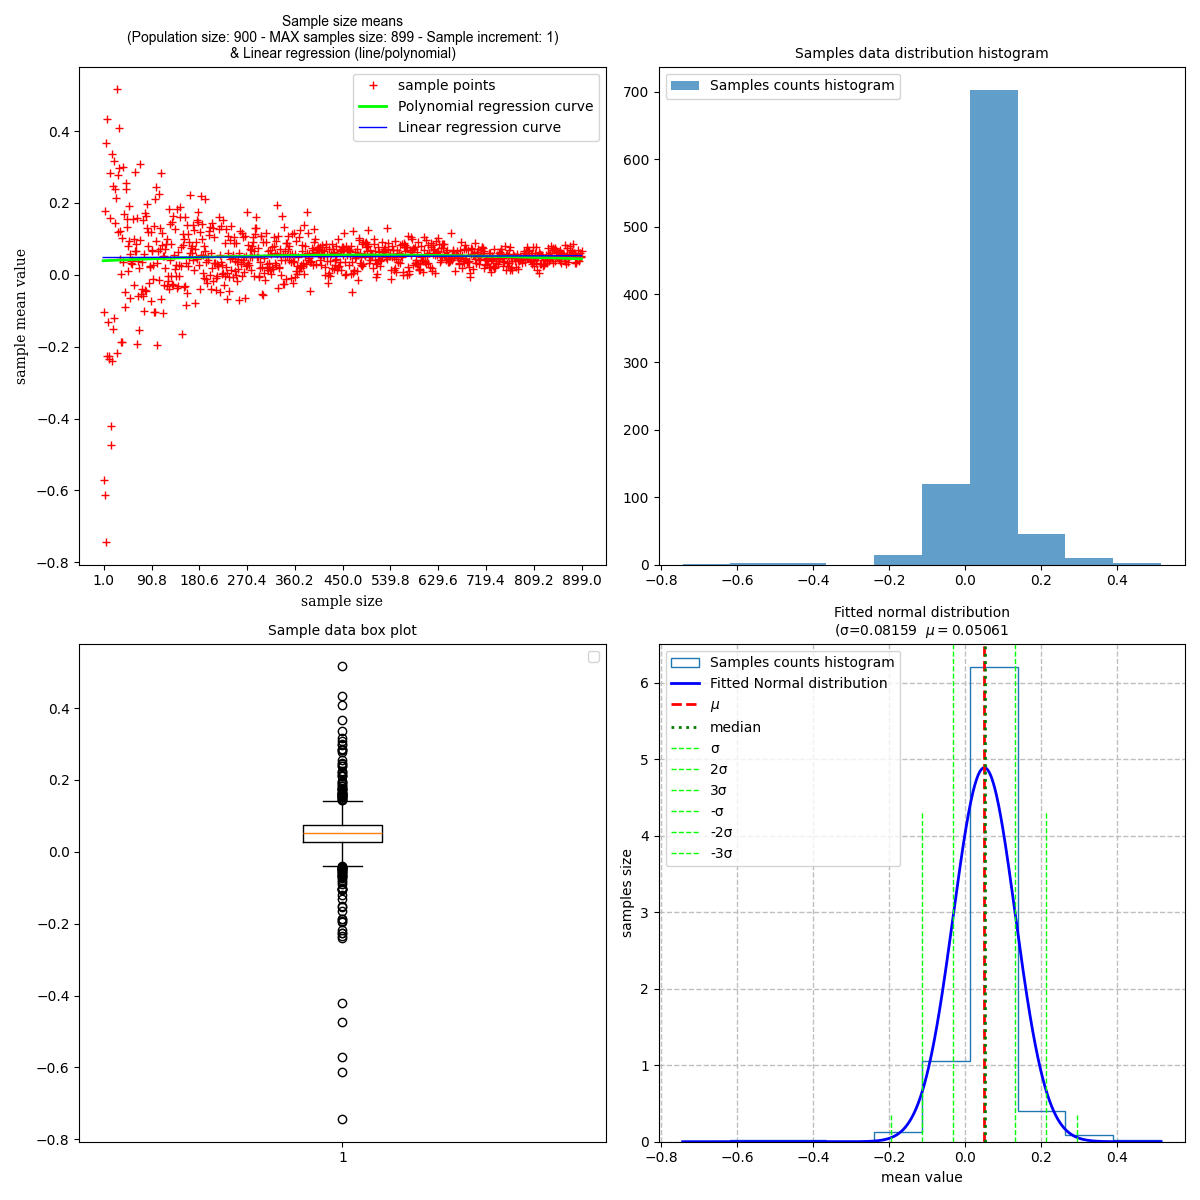 Sample size means
(Population size: 900 - MAX samples size: 899 - Sample increment: 1)
& Linear regression (line/polynomial)
sample points
Polynomial regression curve
Linear regression curve
0.4
0.2
0.0
−0.2
−0.4
−0.6
−0.8
sample mean value
1.0 90.8 180.6 270.4 360.2 450.0 539.8 629.6 719.4 809.2 899.0
sample size
Samples data distribution histogram
Samples counts histogram
700
600
500
400
300
200
100
0
−0.8 −0.6 −0.4 −0.2 0.0 0.2 0.4
Sample data box plot
0.4
0.2
0.0
−0.2
−0.4
−0.6
−0.8
1
Fitted normal distribution
(σ=0.08159 μ = 0.05061
Samples counts histogram
Fitted Normal distribution
μ
median
σ
2σ
3σ
-σ
-2σ
-3σ
6
5
4
3
2
1
0
samples size
−0.8 −0.6 −0.4 −0.2 0.0 0.2 0.4
mean value